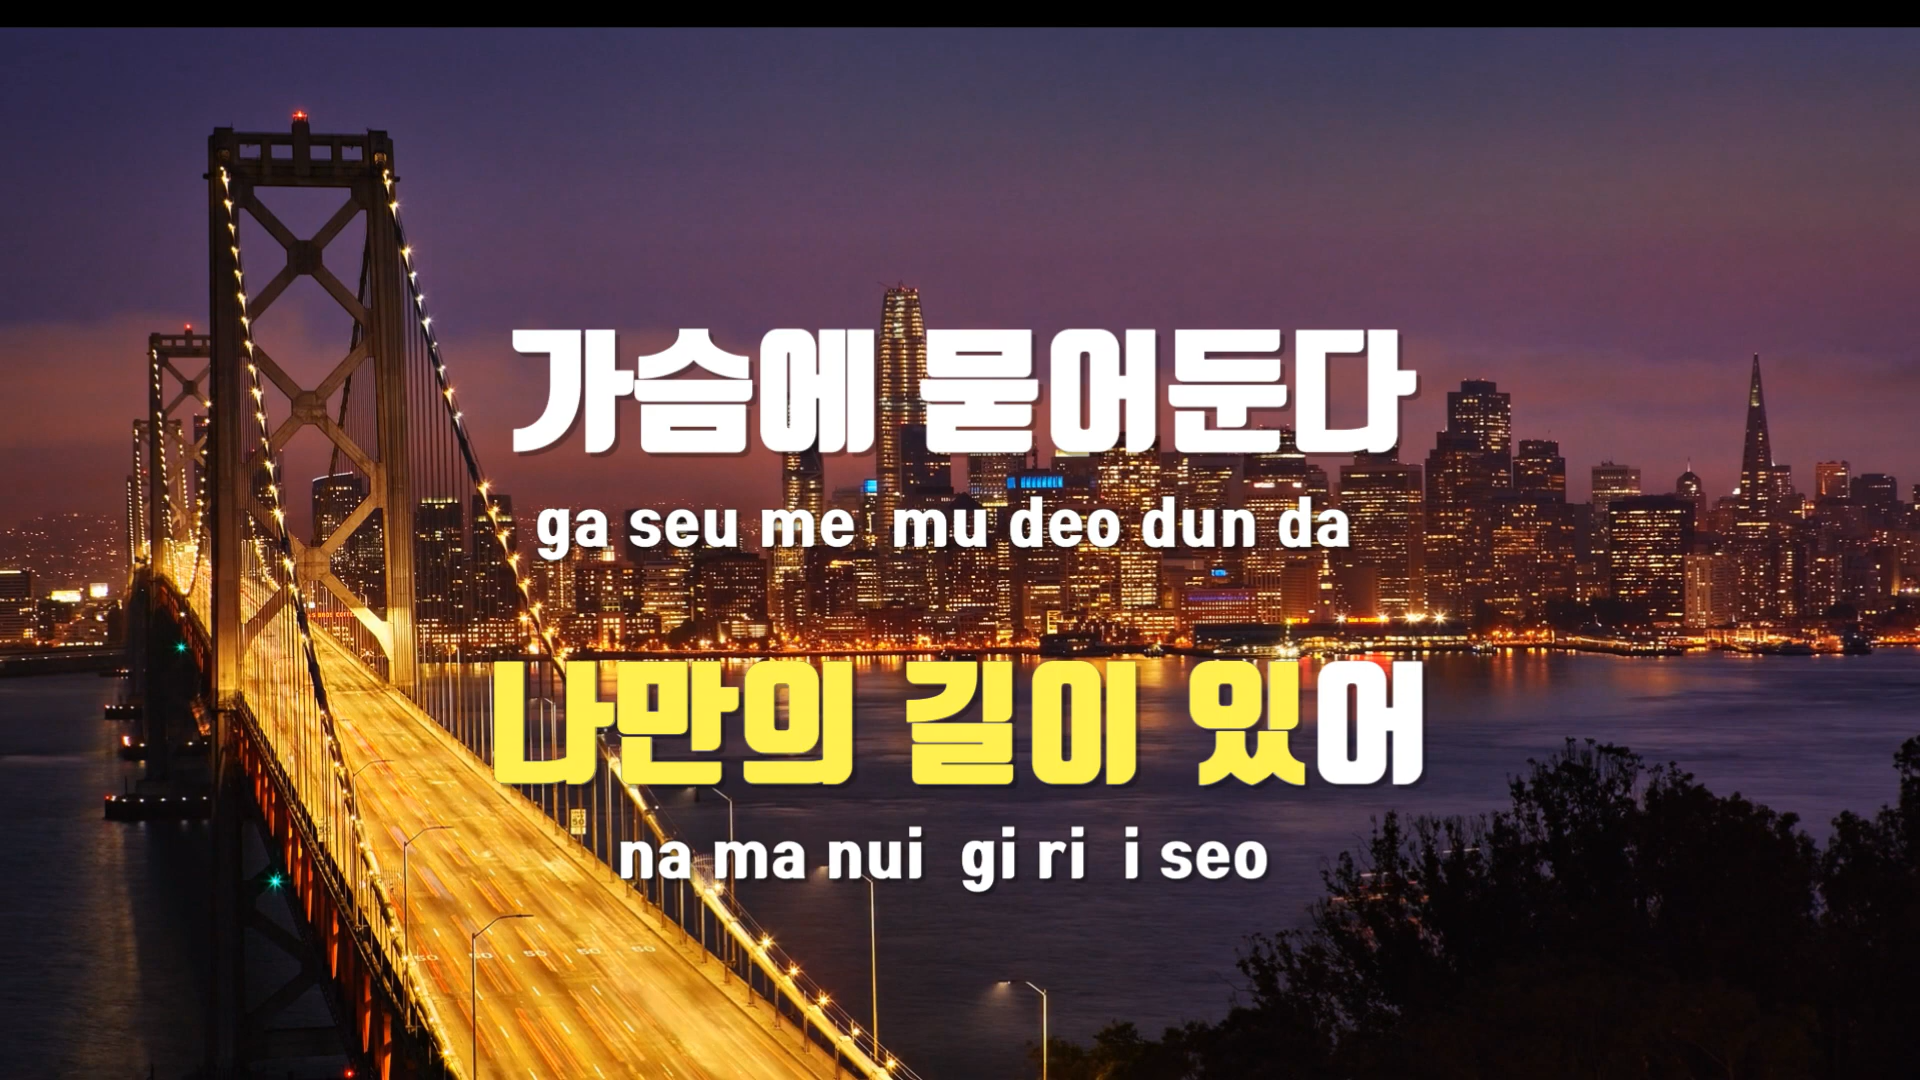 가슴에 묻어둔다
ga seu me mu deo dun da
나만의 길이 있어
na ma nui gi ri i seo